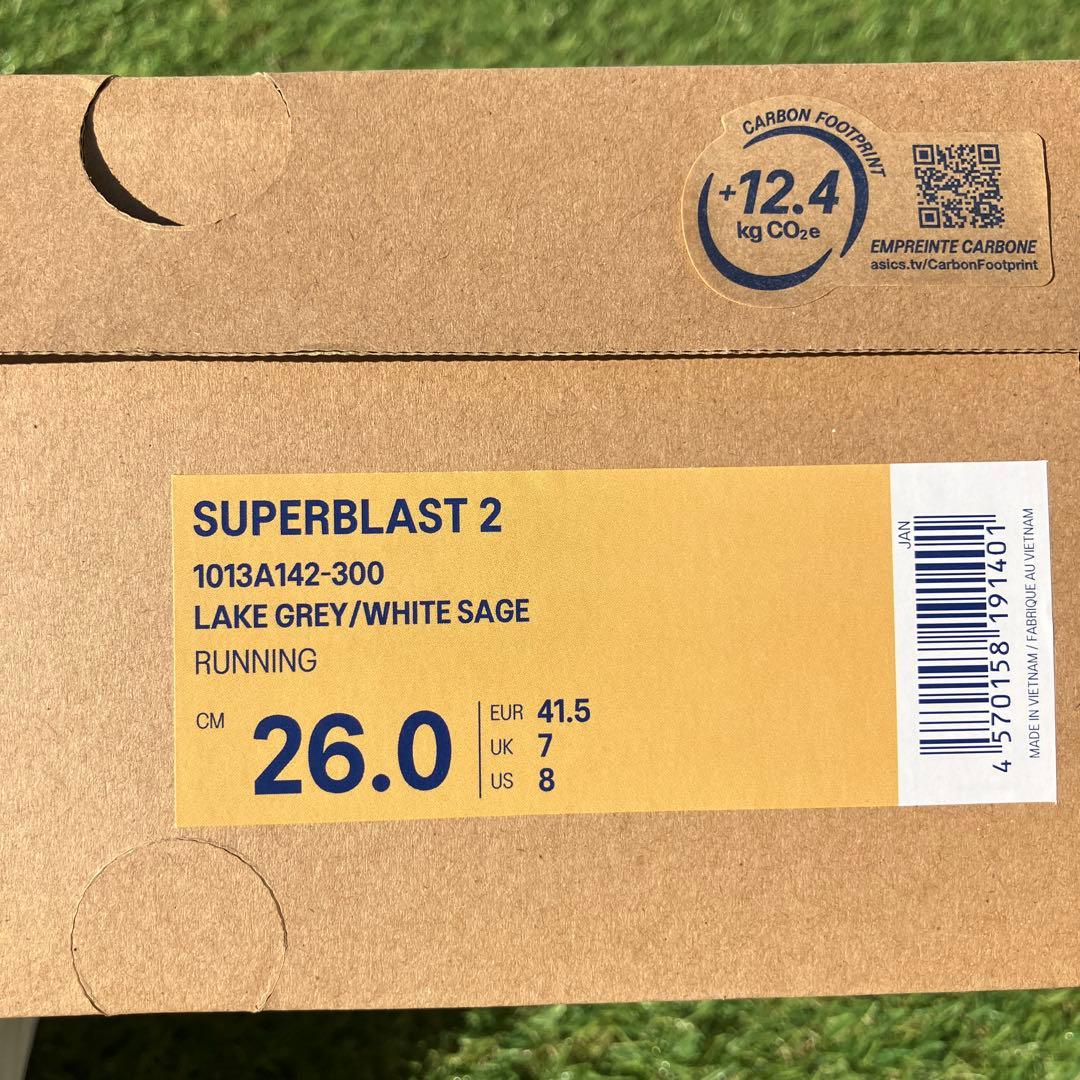 CARBON FOOTPRINT
+12.4
kg CO₂e
EMPREINTE CARBONE
asics.tv/CarbonFootprint
SUPERBLAST 2
1013A142-300
LAKE GREY/WHITE SAGE
RUNNING
CM 26.0
EUR 41.5
UK 7
US 8
JAN
4 570158 191401
MADE IN VIETNAM / FABRIQUE AU VIETNAM